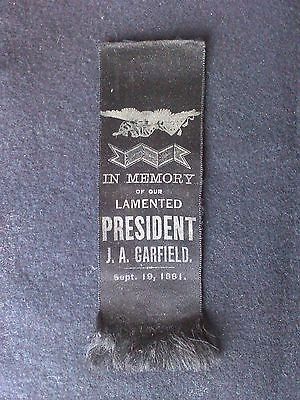 IN MEMORY
OF OUR
LAMENTED
PRESIDENT
J. A. GARFIELD.
Sept. 19, 1881.